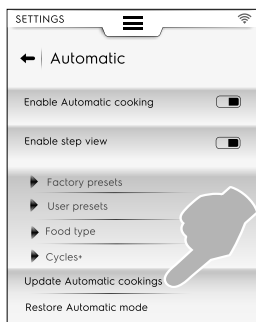 SETTINGS
Automatic
Enable Automatic cooking
Enable step view
Factory presets
User presets
Food type
Cycles+
Update Automatic cookings
Restore Automatic mode